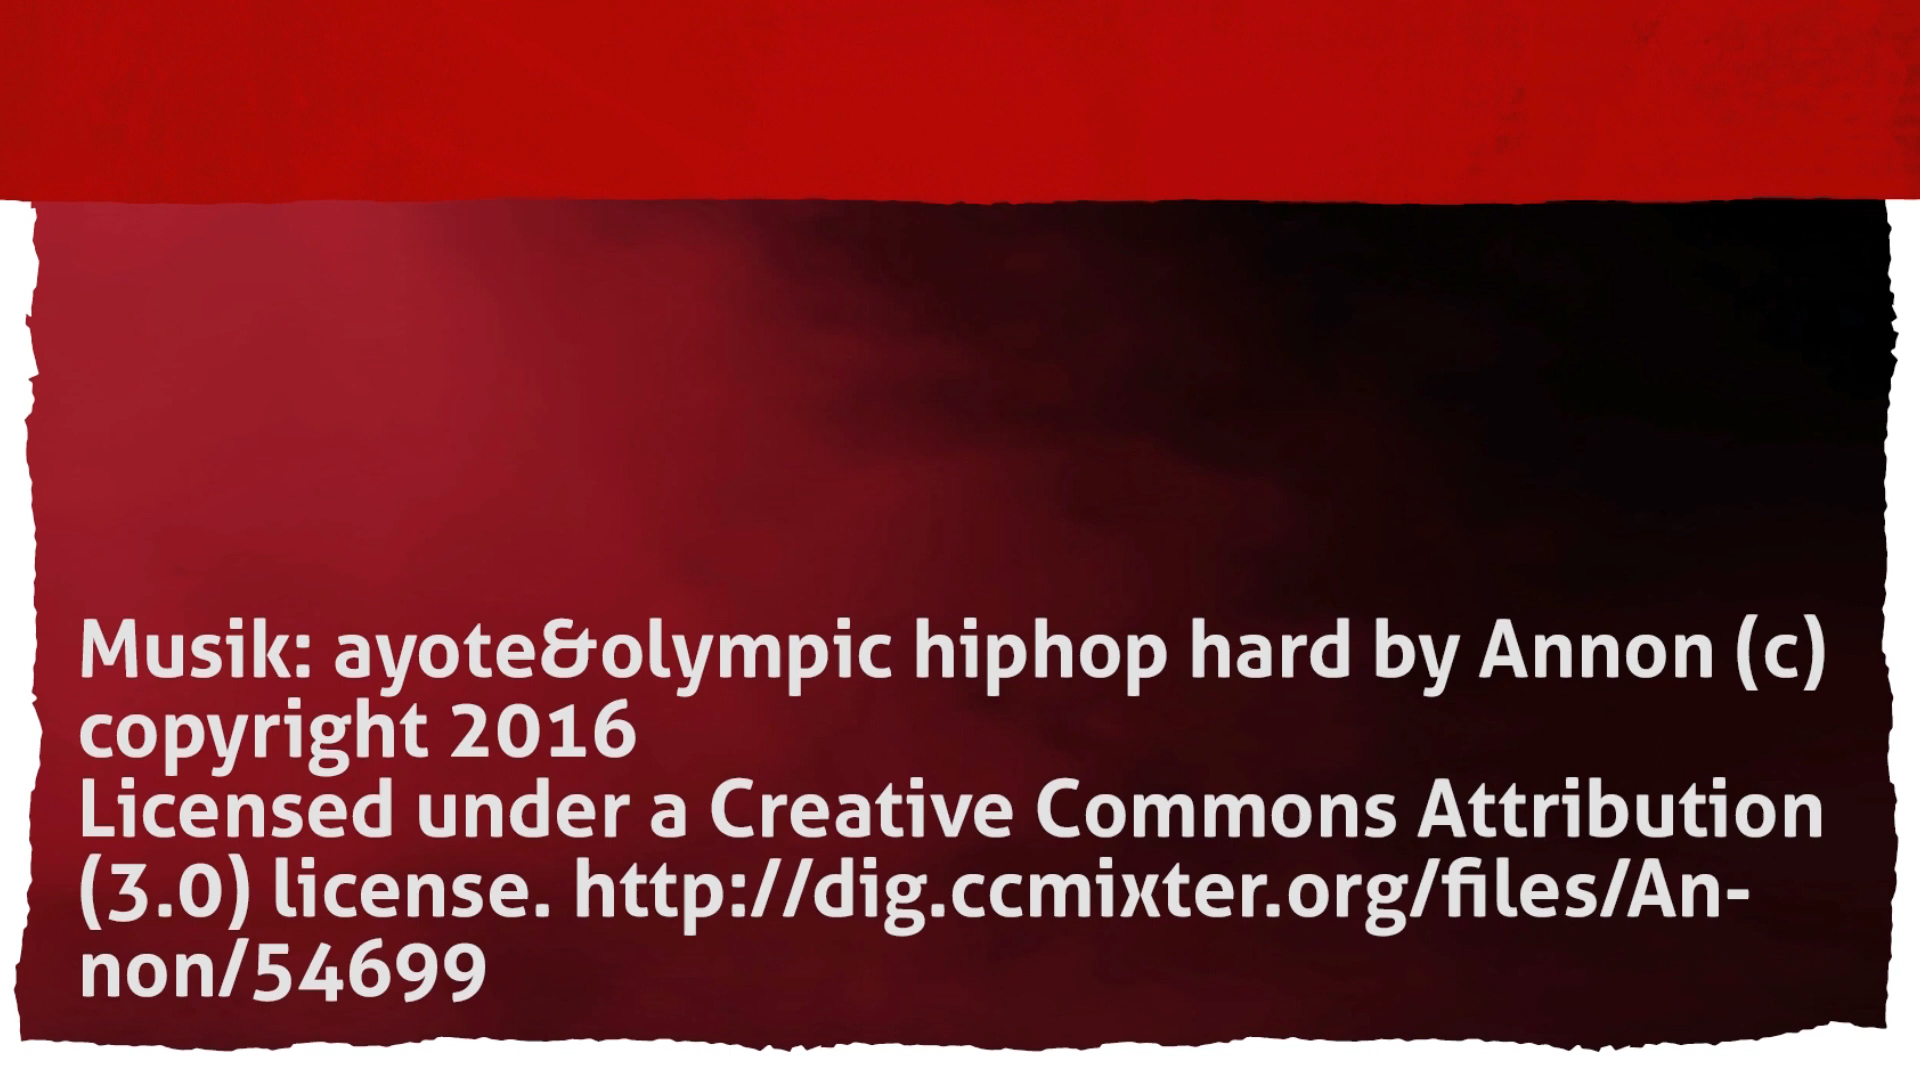 Musik: ayote&olympic hiphop hard by Annon (c)
copyright 2016
Licensed under a Creative Commons Attribution
(3.0) license. http://dig.ccmixter.org/files/An-
non/54699